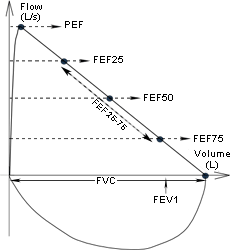 Flow
(L/s)
PEF
FEF25
FEF50
FEF25-75
FEF75
Volume
(L)
FVC
FEV1